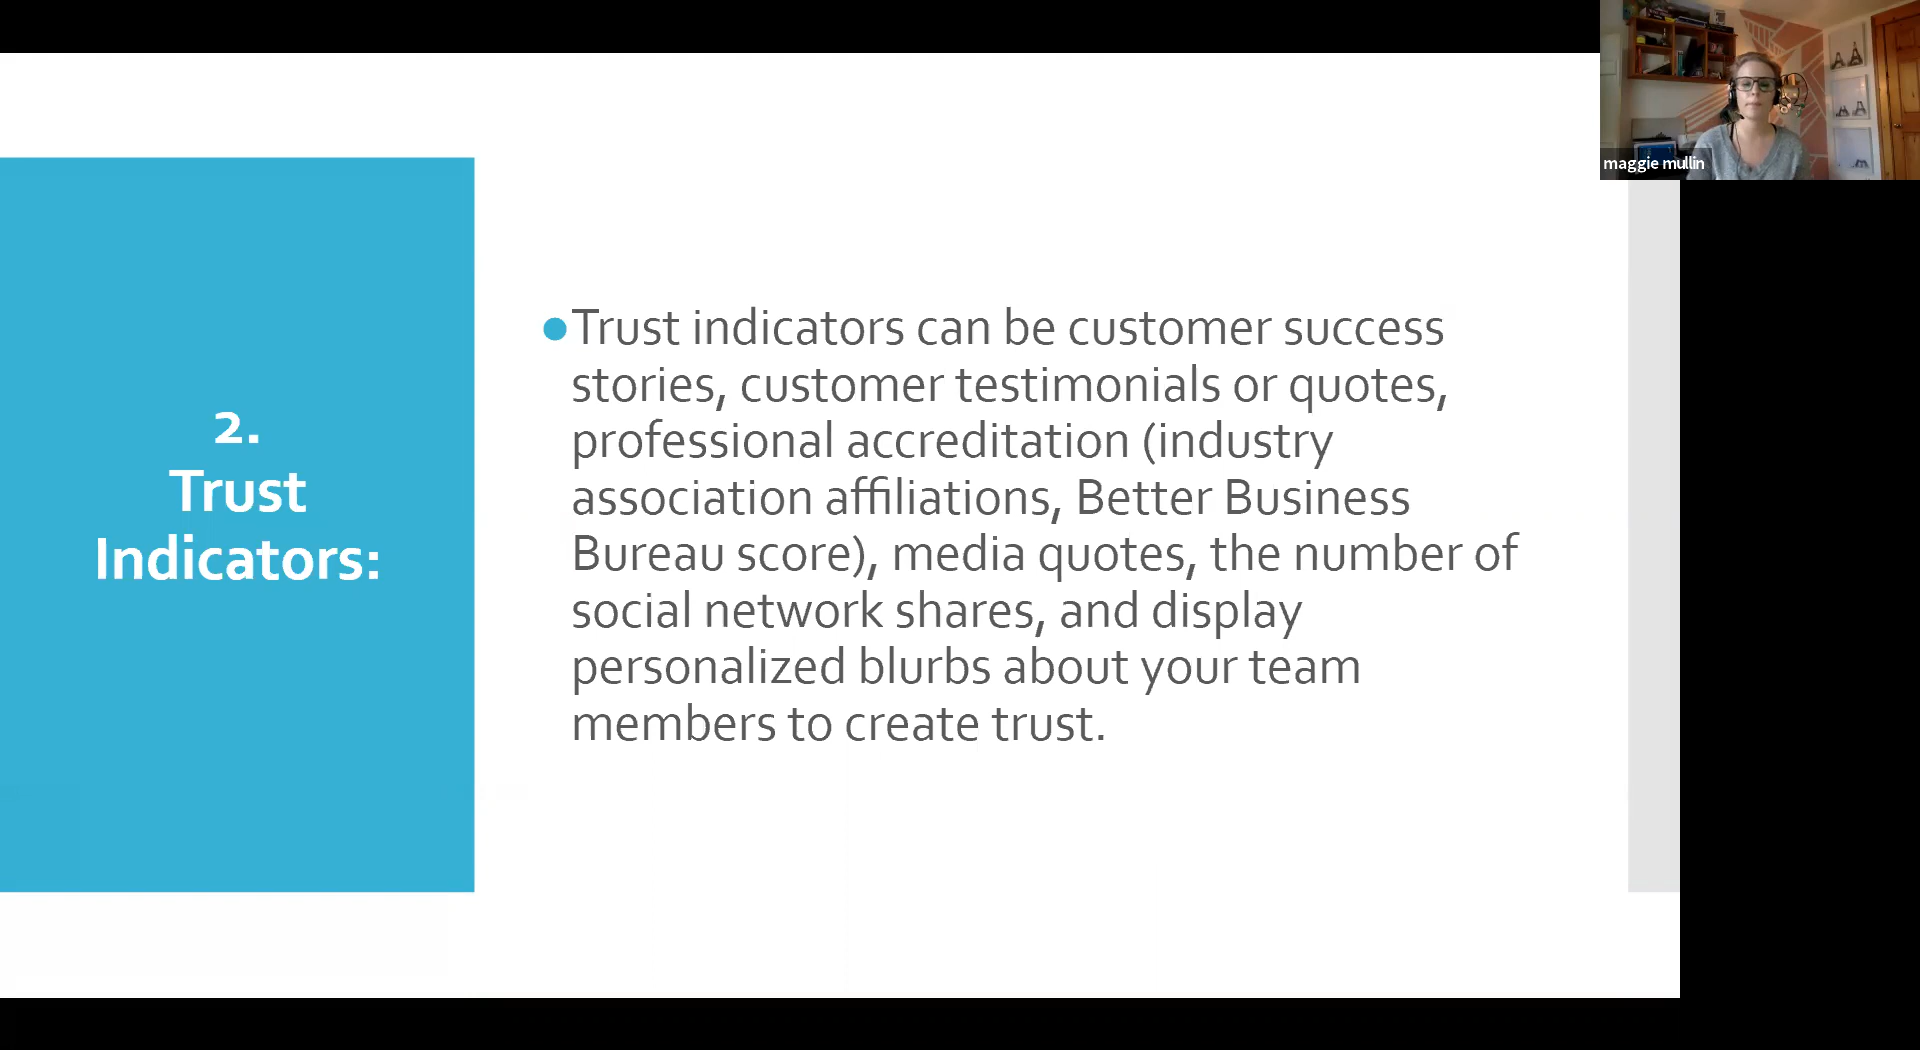 maggie mullin
2.
Trust
Indicators:
●Trust indicators can be customer success
stories, customer testimonials or quotes,
professional accreditation (industry
association affiliations, Better Business
Bureau score), media quotes, the number of
social network shares, and display
personalized blurbs about your team
members to create trust.